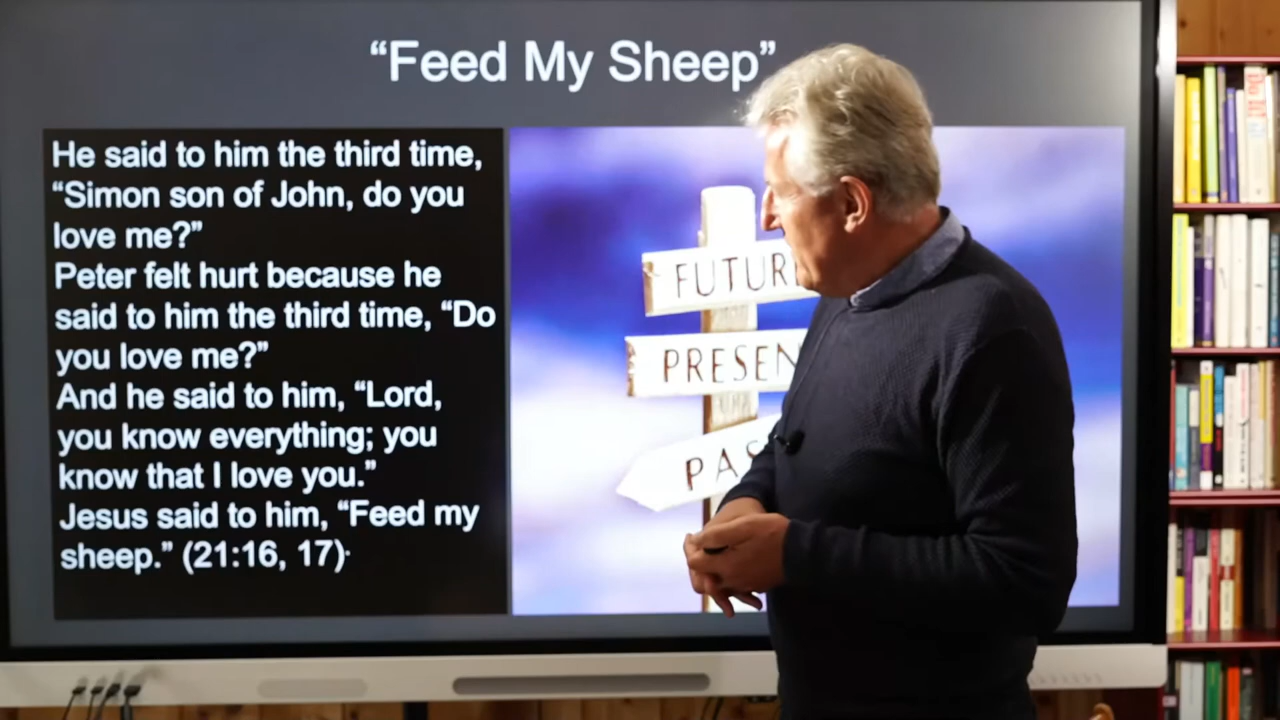 “Feed My Sheep”
He said to him the third time,
“Simon son of John, do you
love me?”
Peter felt hurt because he
said to him the third time, “Do
you love me?”
And he said to him, “Lord,
you know everything; you
know that I love you.”
Jesus said to him, “Feed my
sheep.” (21:16, 17)
FUTUR
PRESEN
PAS